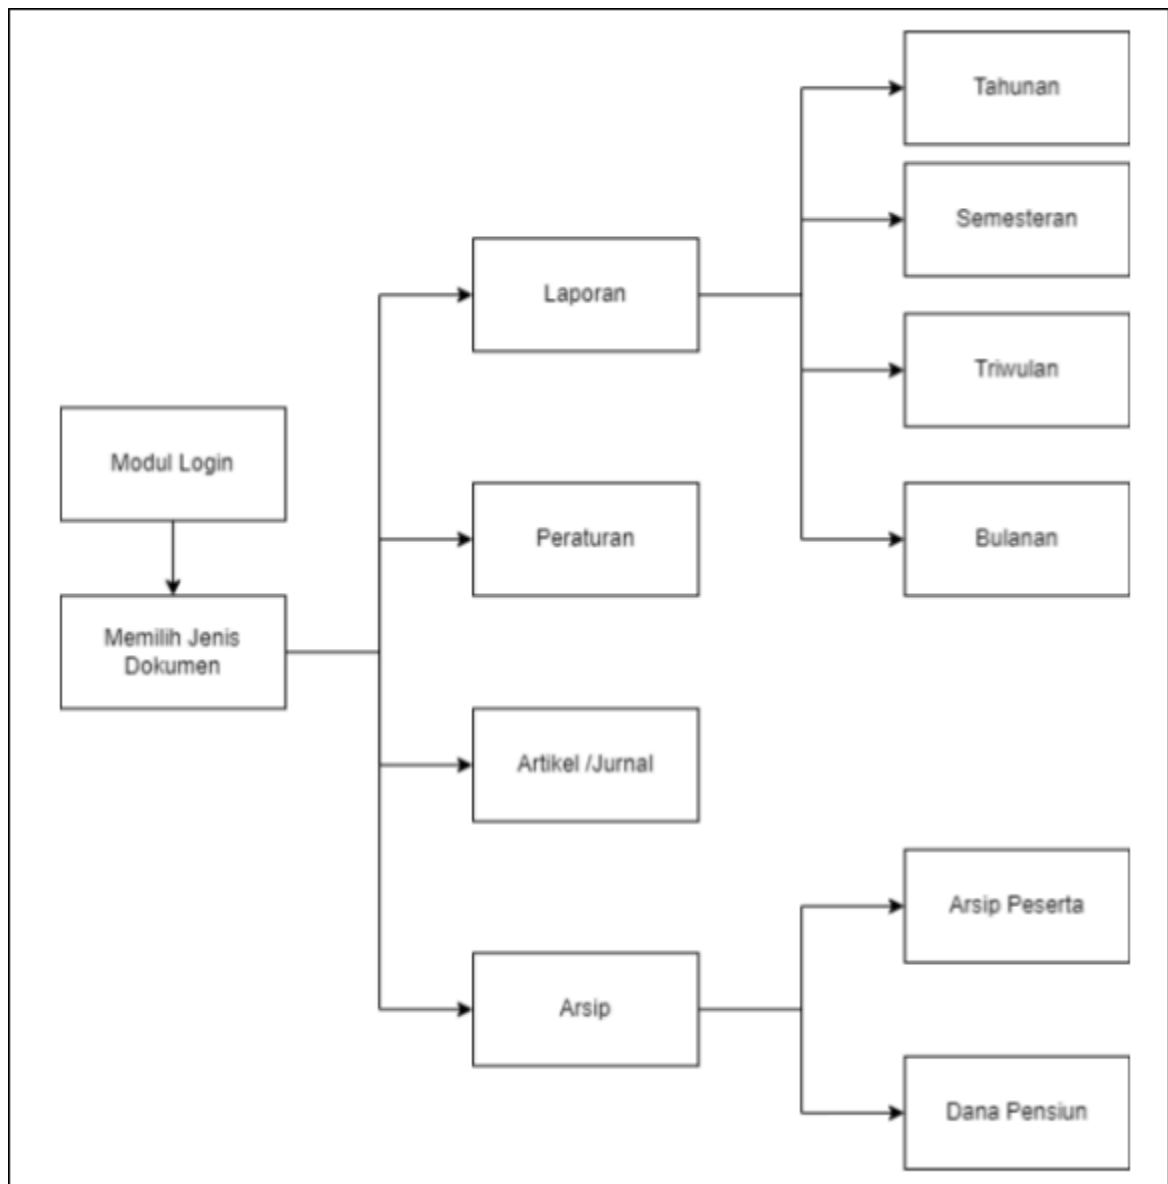 Modul Login
Memilih Jenis
Dokumen
Laporan
Peraturan
Artikel /Jurnal
Arsip
Tahunan
Semesteran
Triwulan
Bulanan
Arsip Peserta
Dana Pensiun